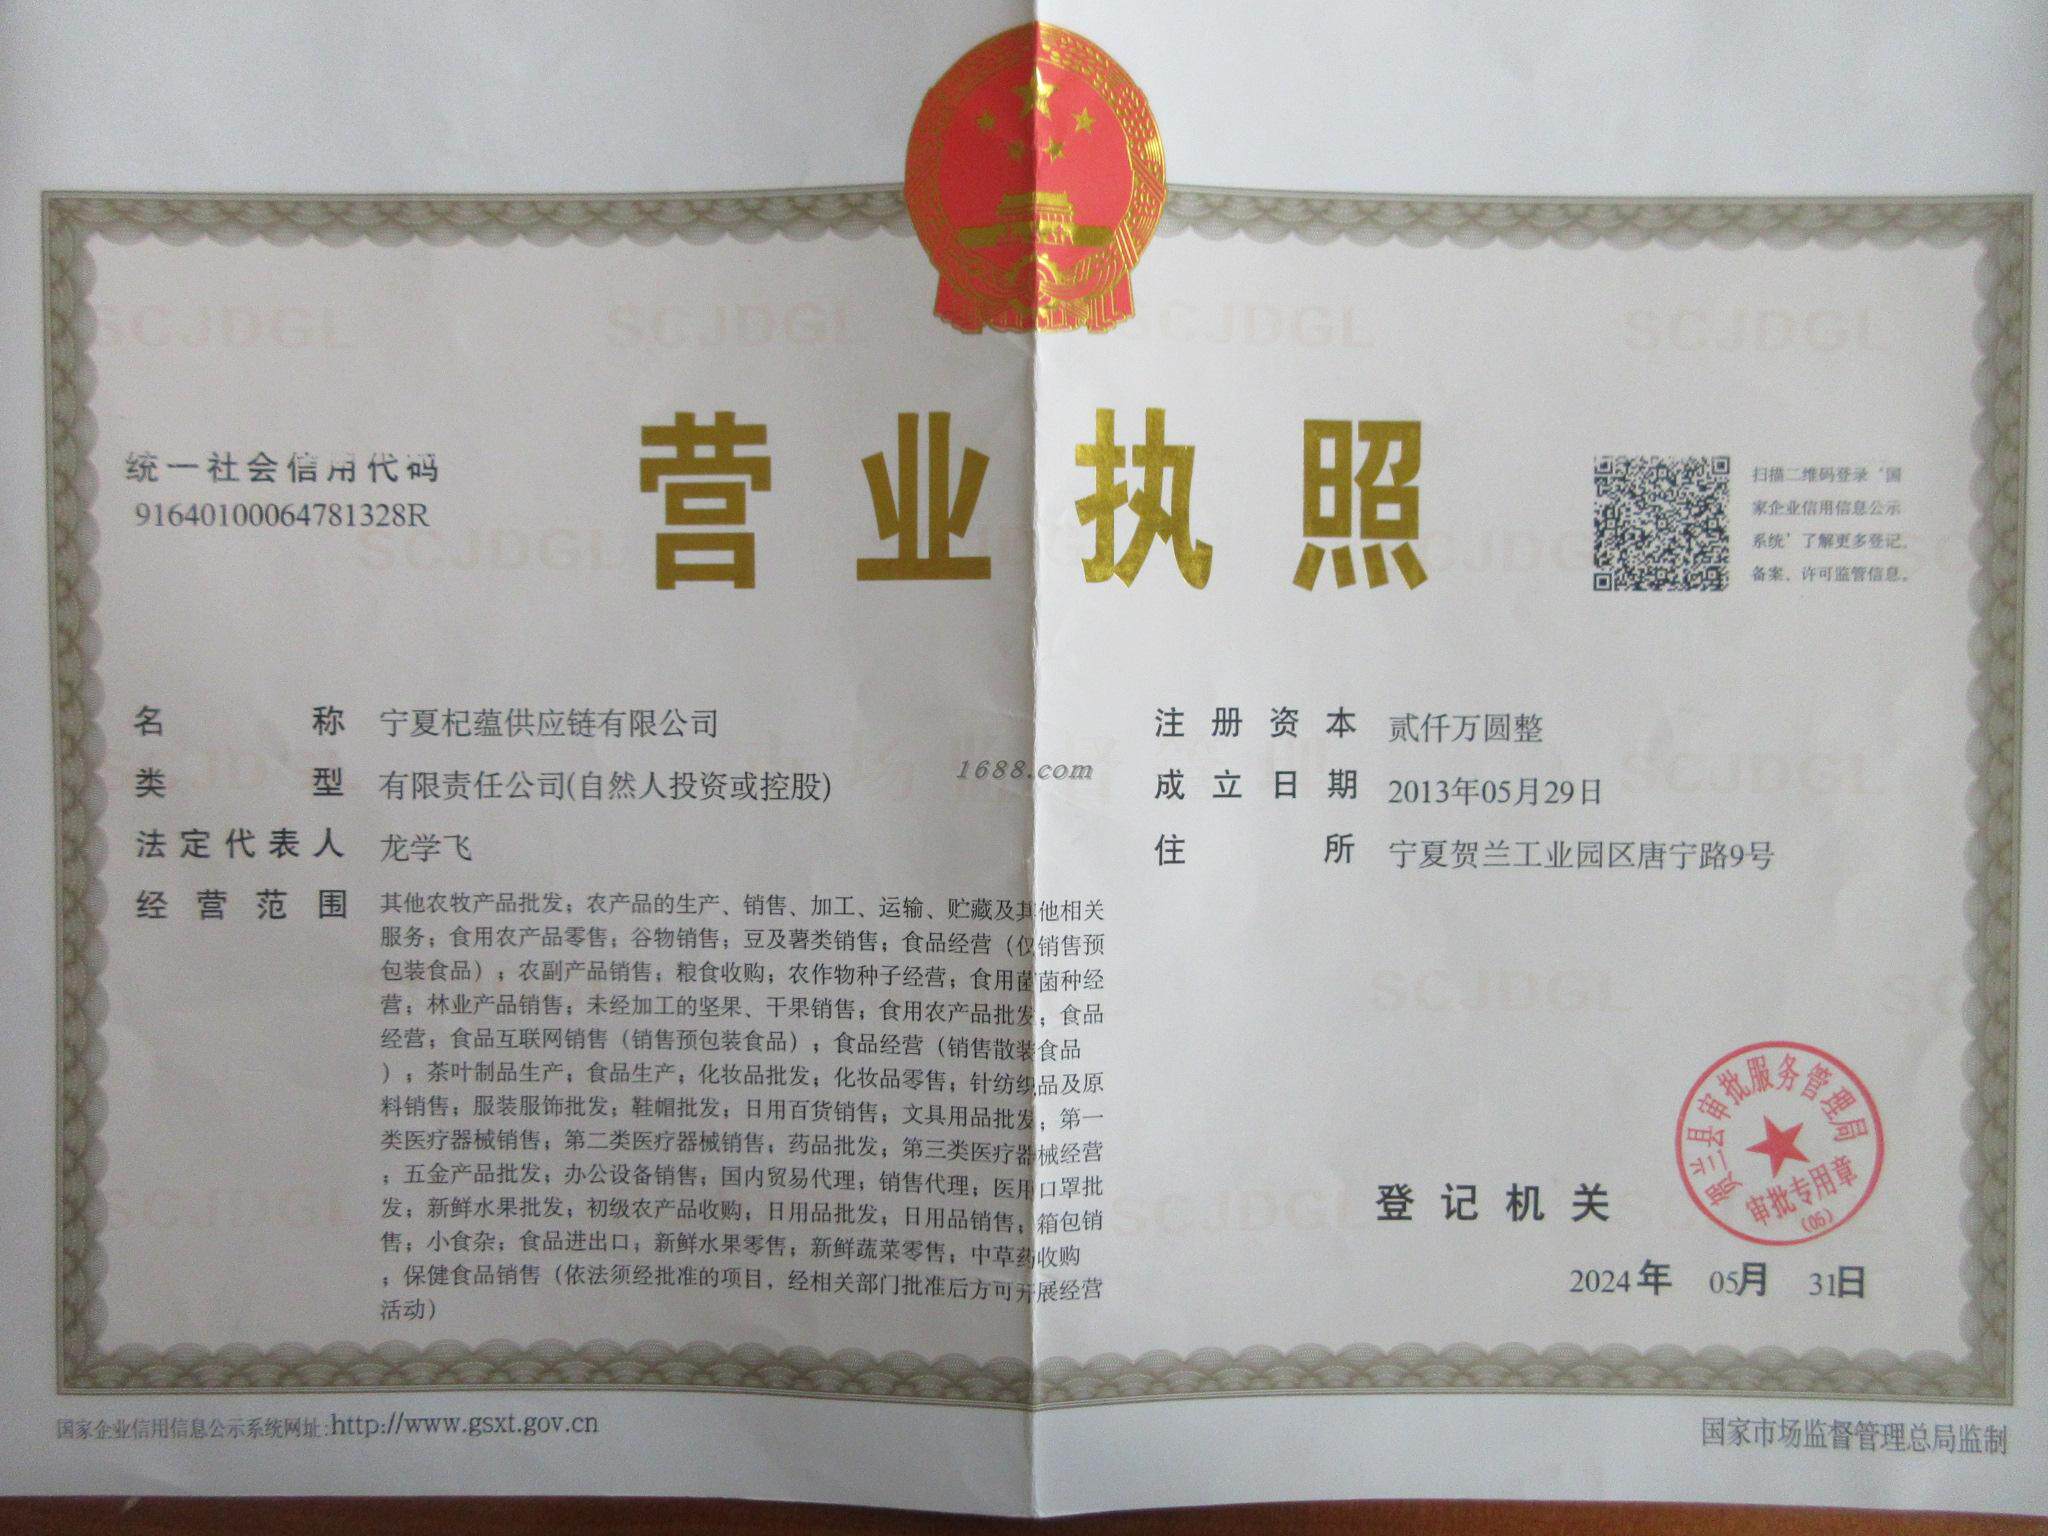 营业执照
统一社会信用代码
91640100064781328R
扫描二维码登录‘国
家企业信用信息公示
系统’了解更多登记、
备案、许可监管信息。
名称 宁夏杞蕴供应链有限公司
类型 有限责任公司(自然人投资或控股)
法定代表人 龙学飞
经营范围 其他农牧产品批发；农产品的生产、销售、加工、运输、贮藏及其他相关
服务；食用农产品零售；谷物销售；豆及薯类销售；食品经营（仅销售预
包装食品）；农副产品销售；粮食收购；农作物种子经营；食用菌菌种经
营；林业产品销售；未经加工的坚果、干果销售；食用农产品批发；食品
经营；食品互联网销售（销售预包装食品）；食品经营（销售散装食品
）；茶叶制品生产；食品生产；化妆品批发；化妆品零售；针纺织品及原
料销售；服装服饰批发；鞋帽批发；日用百货销售；文具用品批发；第一
类医疗器械销售；第二类医疗器械销售；药品批发；第三类医疗器械经营
；五金产品批发；办公设备销售；国内贸易代理；销售代理；医用口罩批
发；新鲜水果批发；初级农产品收购；日用品批发；日用品销售；箱包销
售；小食杂；食品进出口；新鲜水果零售；新鲜蔬菜零售；中草药收购
；保健食品销售（依法须经批准的项目，经相关部门批准后方可开展经营
活动）
注册资本 贰仟万圆整
成立日期 2013年05月29日
住所 宁夏贺兰工业园区唐宁路9号
1688.com
登记机关
贺兰县审批服务管理局
审批专用章
(05)
2024年 05月 31日
国家企业信用信息公示系统网址:http://www.gsxt.gov.cn
国家市场监督管理总局监制
SCJDGL